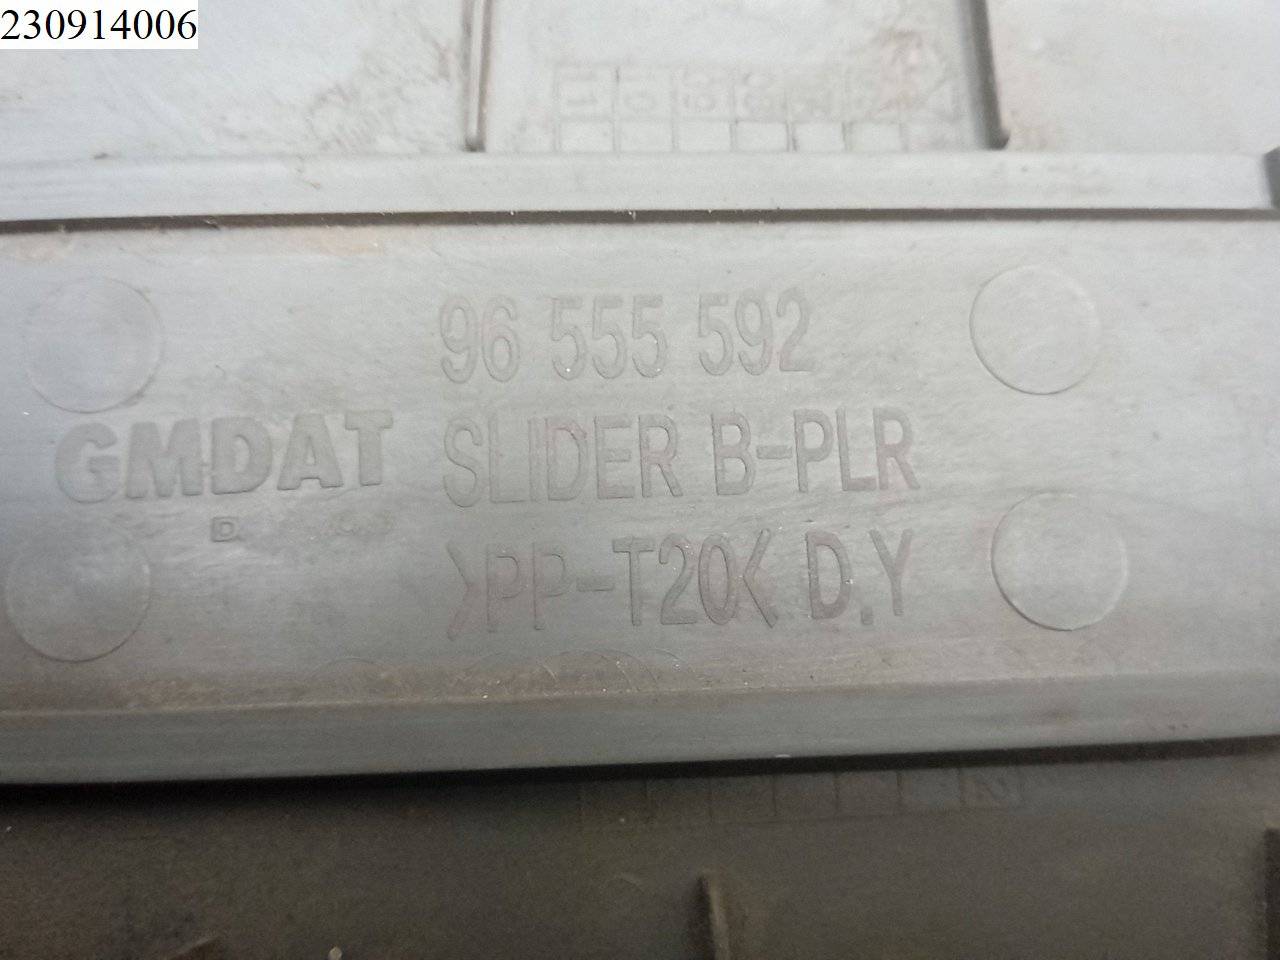 230914006
96 555 592
GMDAT SLIDER B-PLR
D
>PP-T20< D.Y